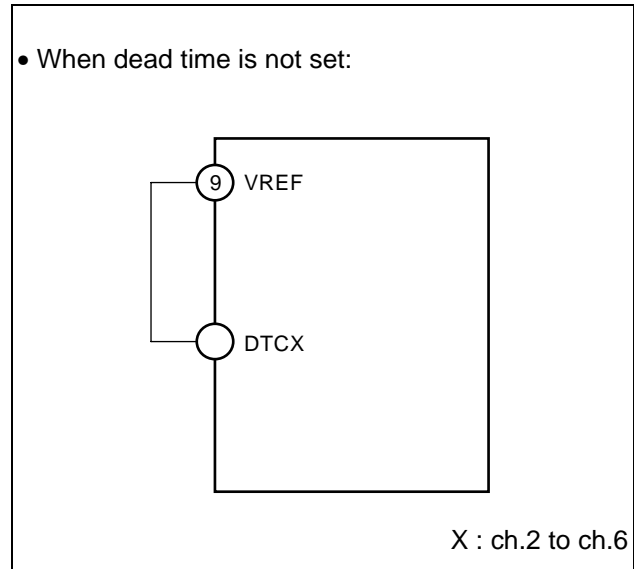 • When dead time is not set:
9 VREF
DTCX
X : ch.2 to ch.6